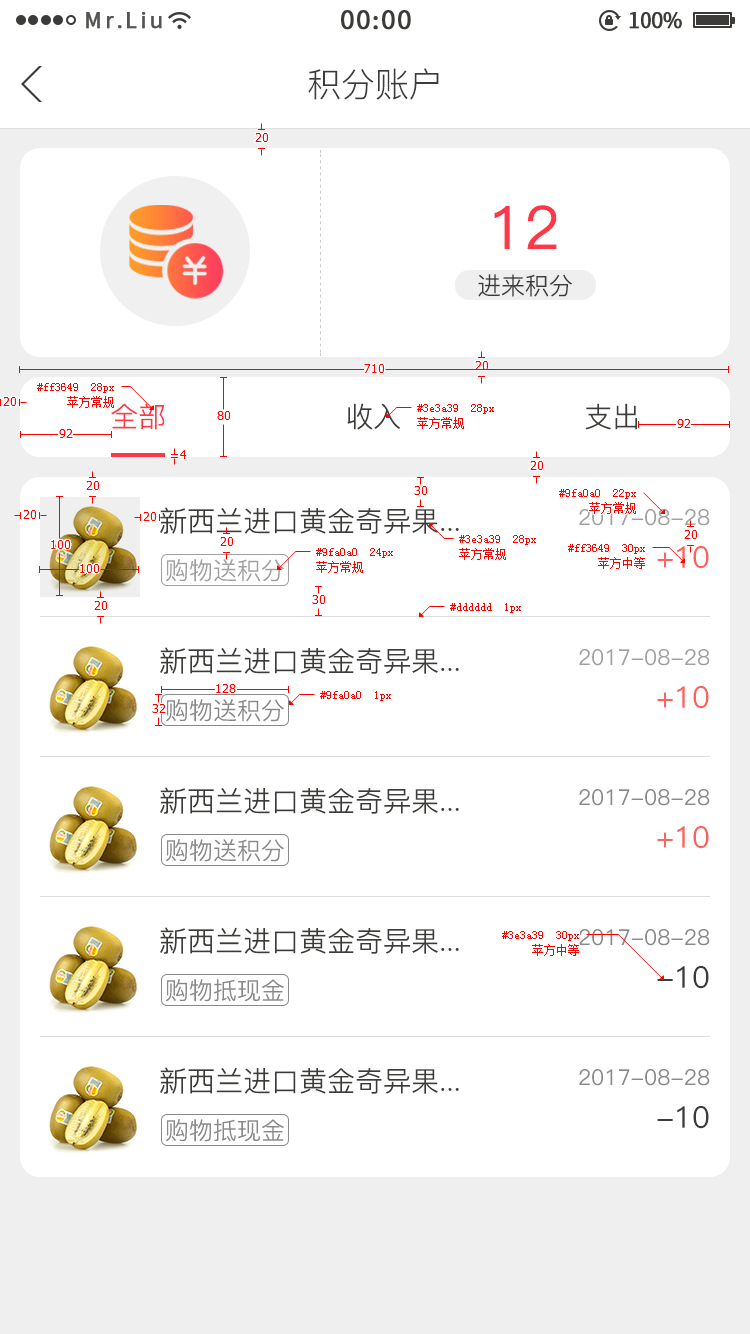 Mr.Liu 00:00 100%
积分账户
20
12
进来积分
710 20
#ff3649 28px
苹方常规
20
全部
80
收入
#3e3a39 28px
苹方常规
支出
92
92
4
20
20
30
#9fa0a0 22px
苹方常规
20
20
新西兰进口黄金奇异果...
2017-08-28
20
100
100
20
购物送积分
#9fa0a0 24px
苹方常规
#3e3a39 28px
苹方常规
#ff3649 30px
苹方中等
+10
20
30
#dddddd 1px
新西兰进口黄金奇异果...
2017-08-28
128
32
购物送积分
#9fa0a0 1px
+10
新西兰进口黄金奇异果...
2017-08-28
购物送积分
+10
新西兰进口黄金奇异果...
#3e3a39 30px
苹方中等
2017-08-28
购物抵现金
-10
新西兰进口黄金奇异果...
2017-08-28
购物抵现金
-10